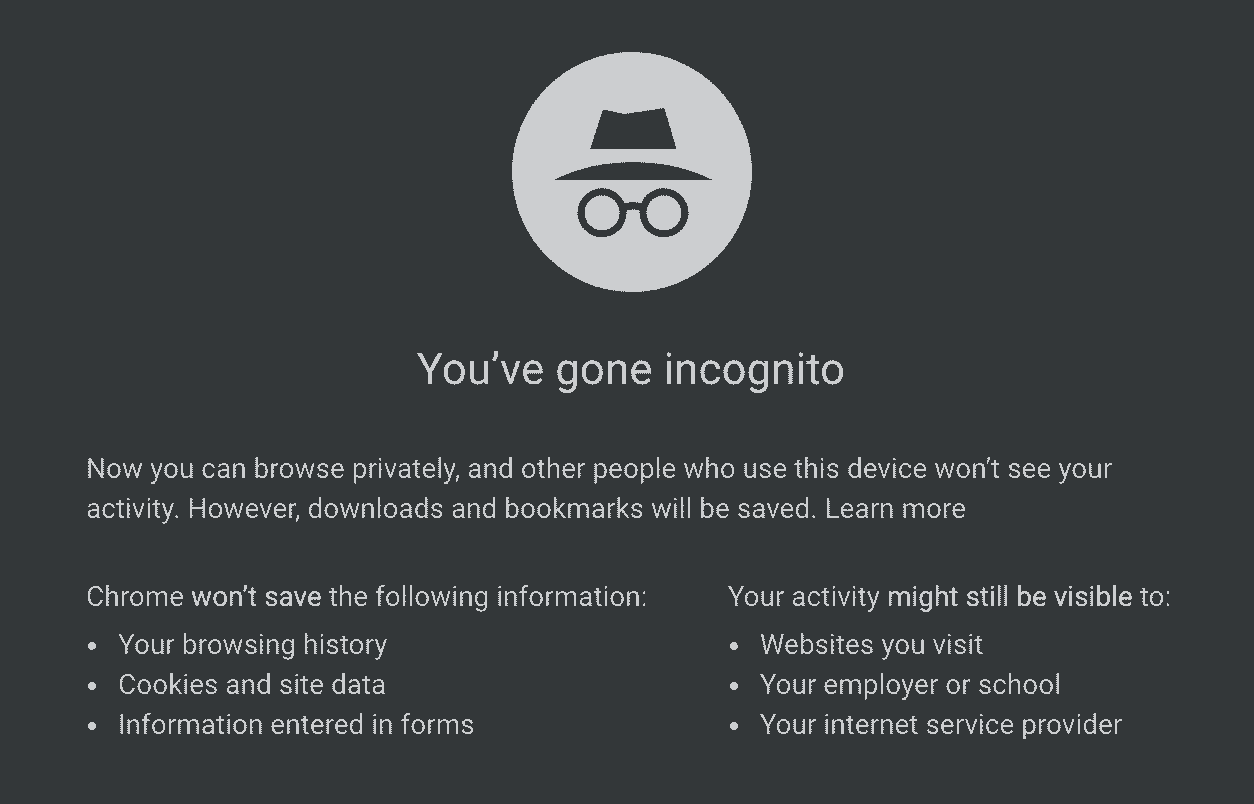 You’ve gone incognito
Now you can browse privately, and other people who use this device won’t see your
activity. However, downloads and bookmarks will be saved. Learn more
Chrome won’t save the following information:
• Your browsing history
• Cookies and site data
• Information entered in forms
Your activity might still be visible to:
• Websites you visit
• Your employer or school
• Your internet service provider